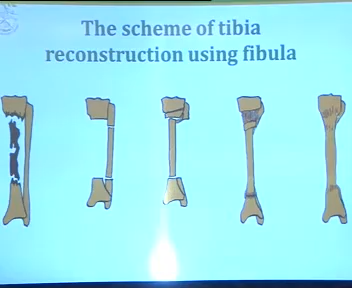 The scheme of tibia
reconstruction using fibula